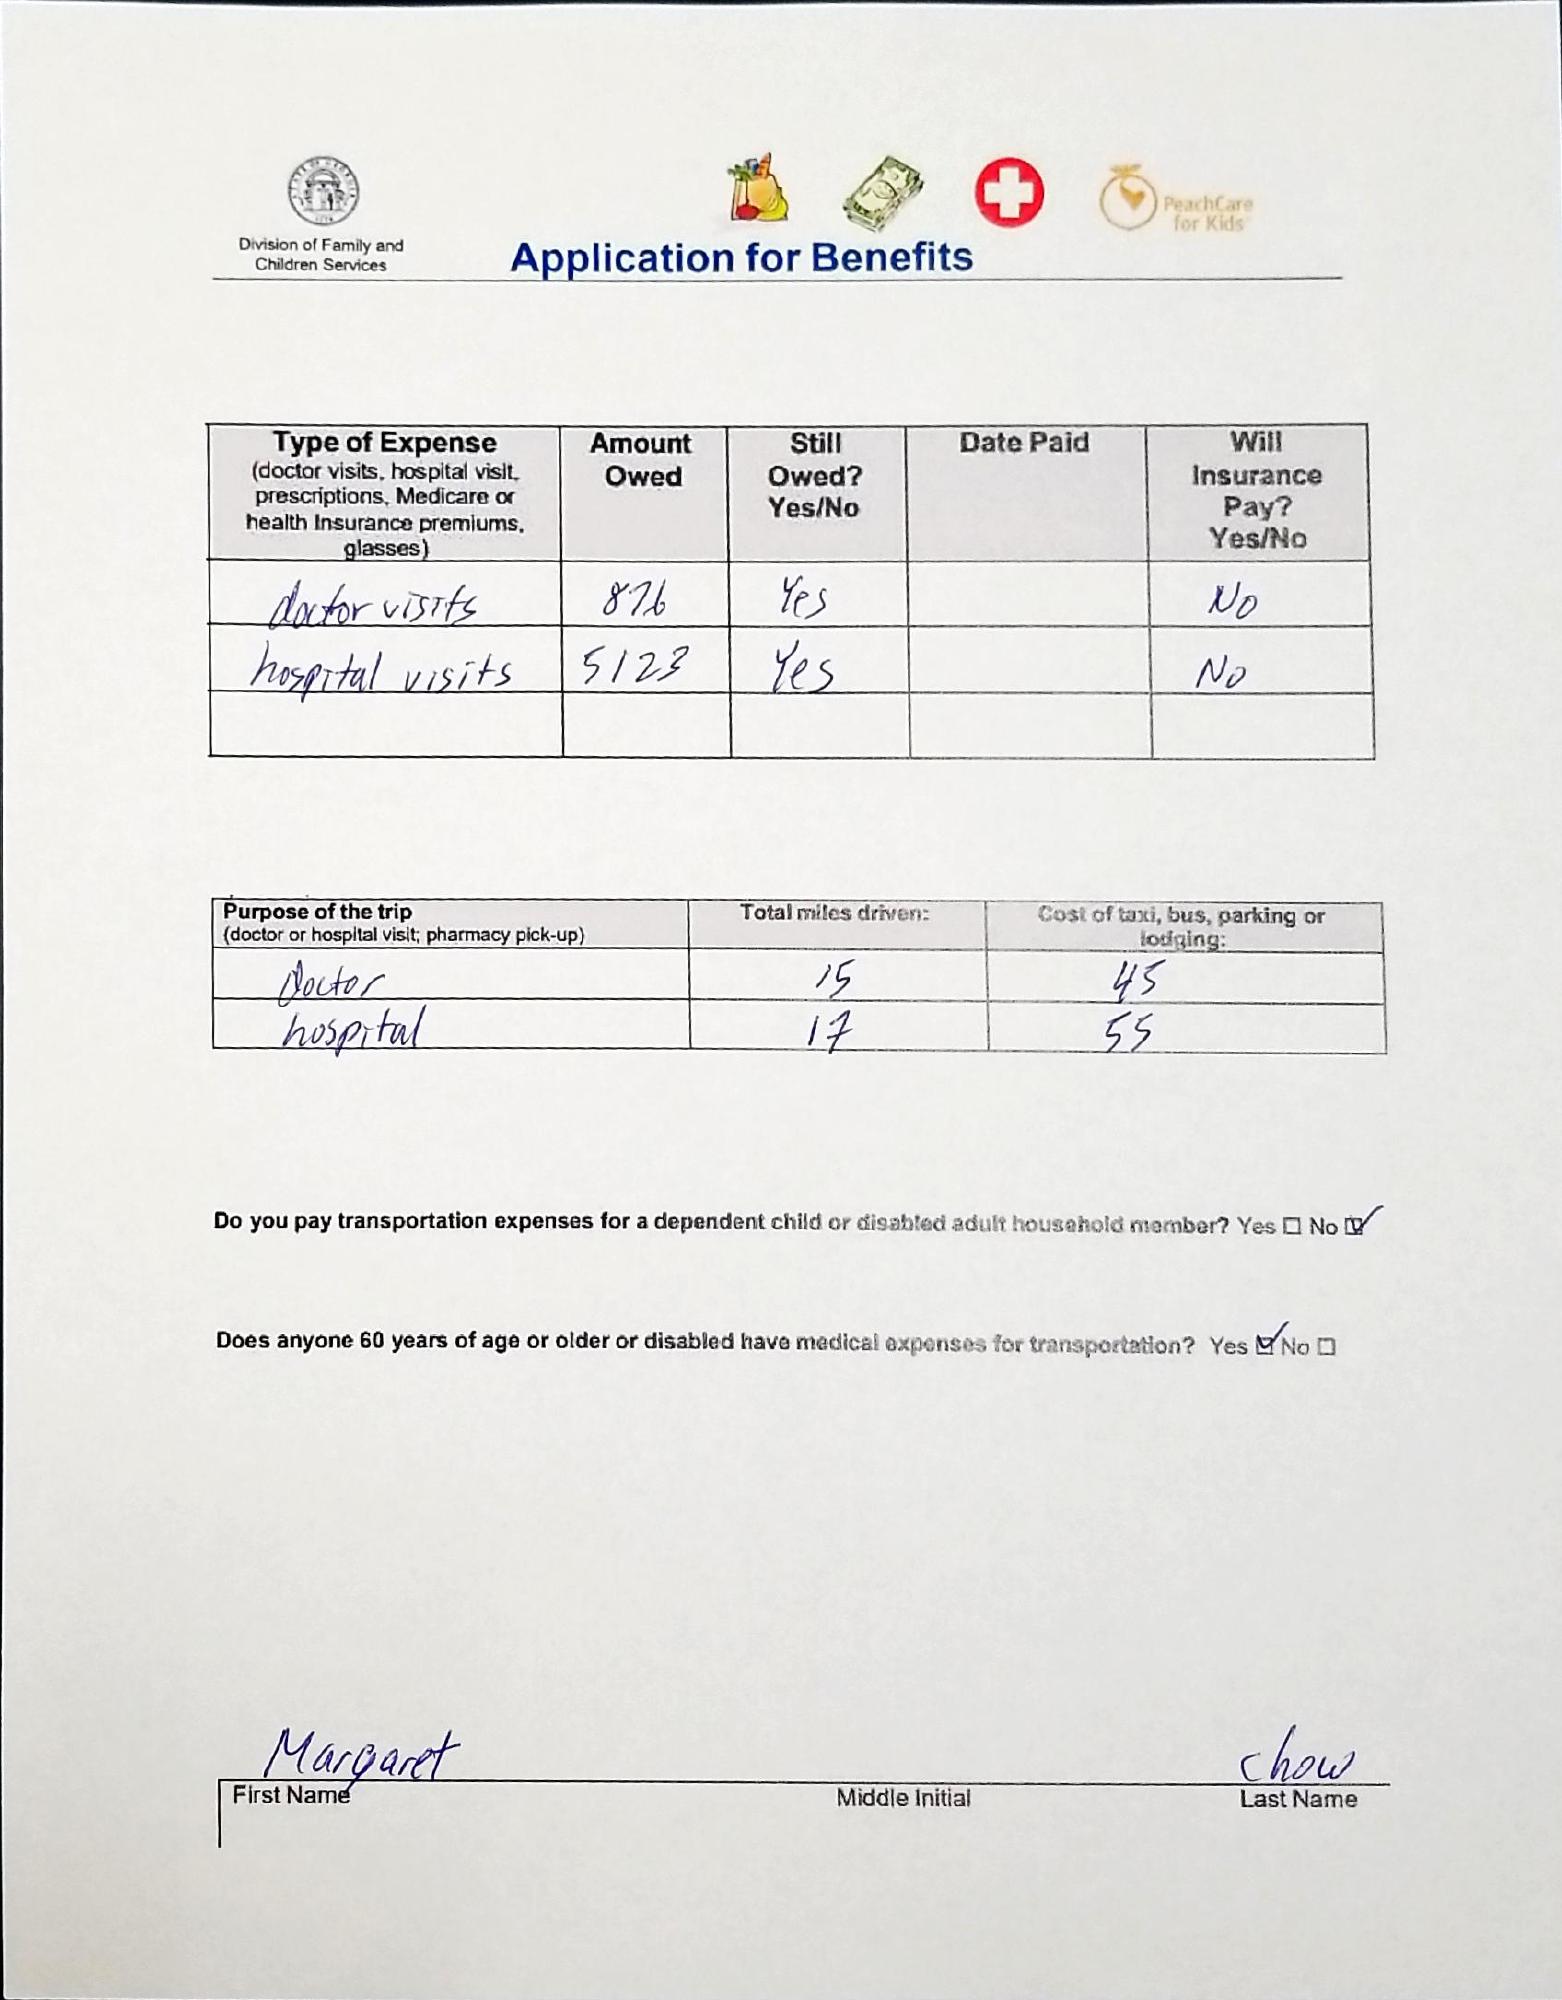 PeachCare
for Kids
Division of Family and
Children Services
Application for Benefits
Type of Expense
(doctor visits, hospital visit,
prescriptions, Medicare or
health Insurance premiums,
glasses)
Amount
Owed
Still
Owed?
Yes/No
Date Paid
Will
Insurance
Pay?
Yes/No
doctor visits 876 Yes No
hospital visits 5123 Yes No
Purpose of the trip
(doctor or hospital visit; pharmacy pick-up)
Total miles driven:
Cost of taxi, bus, parking or
lodging:
Doctor 15 45
hospital 17 55
Do you pay transportation expenses for a dependent child or disabled adult household member? Yes ☐ No ☑
Does anyone 60 years of age or older or disabled have medical expenses for transportation? Yes ☑ No ☐
Margaret chow
First Name Middle Initial Last Name